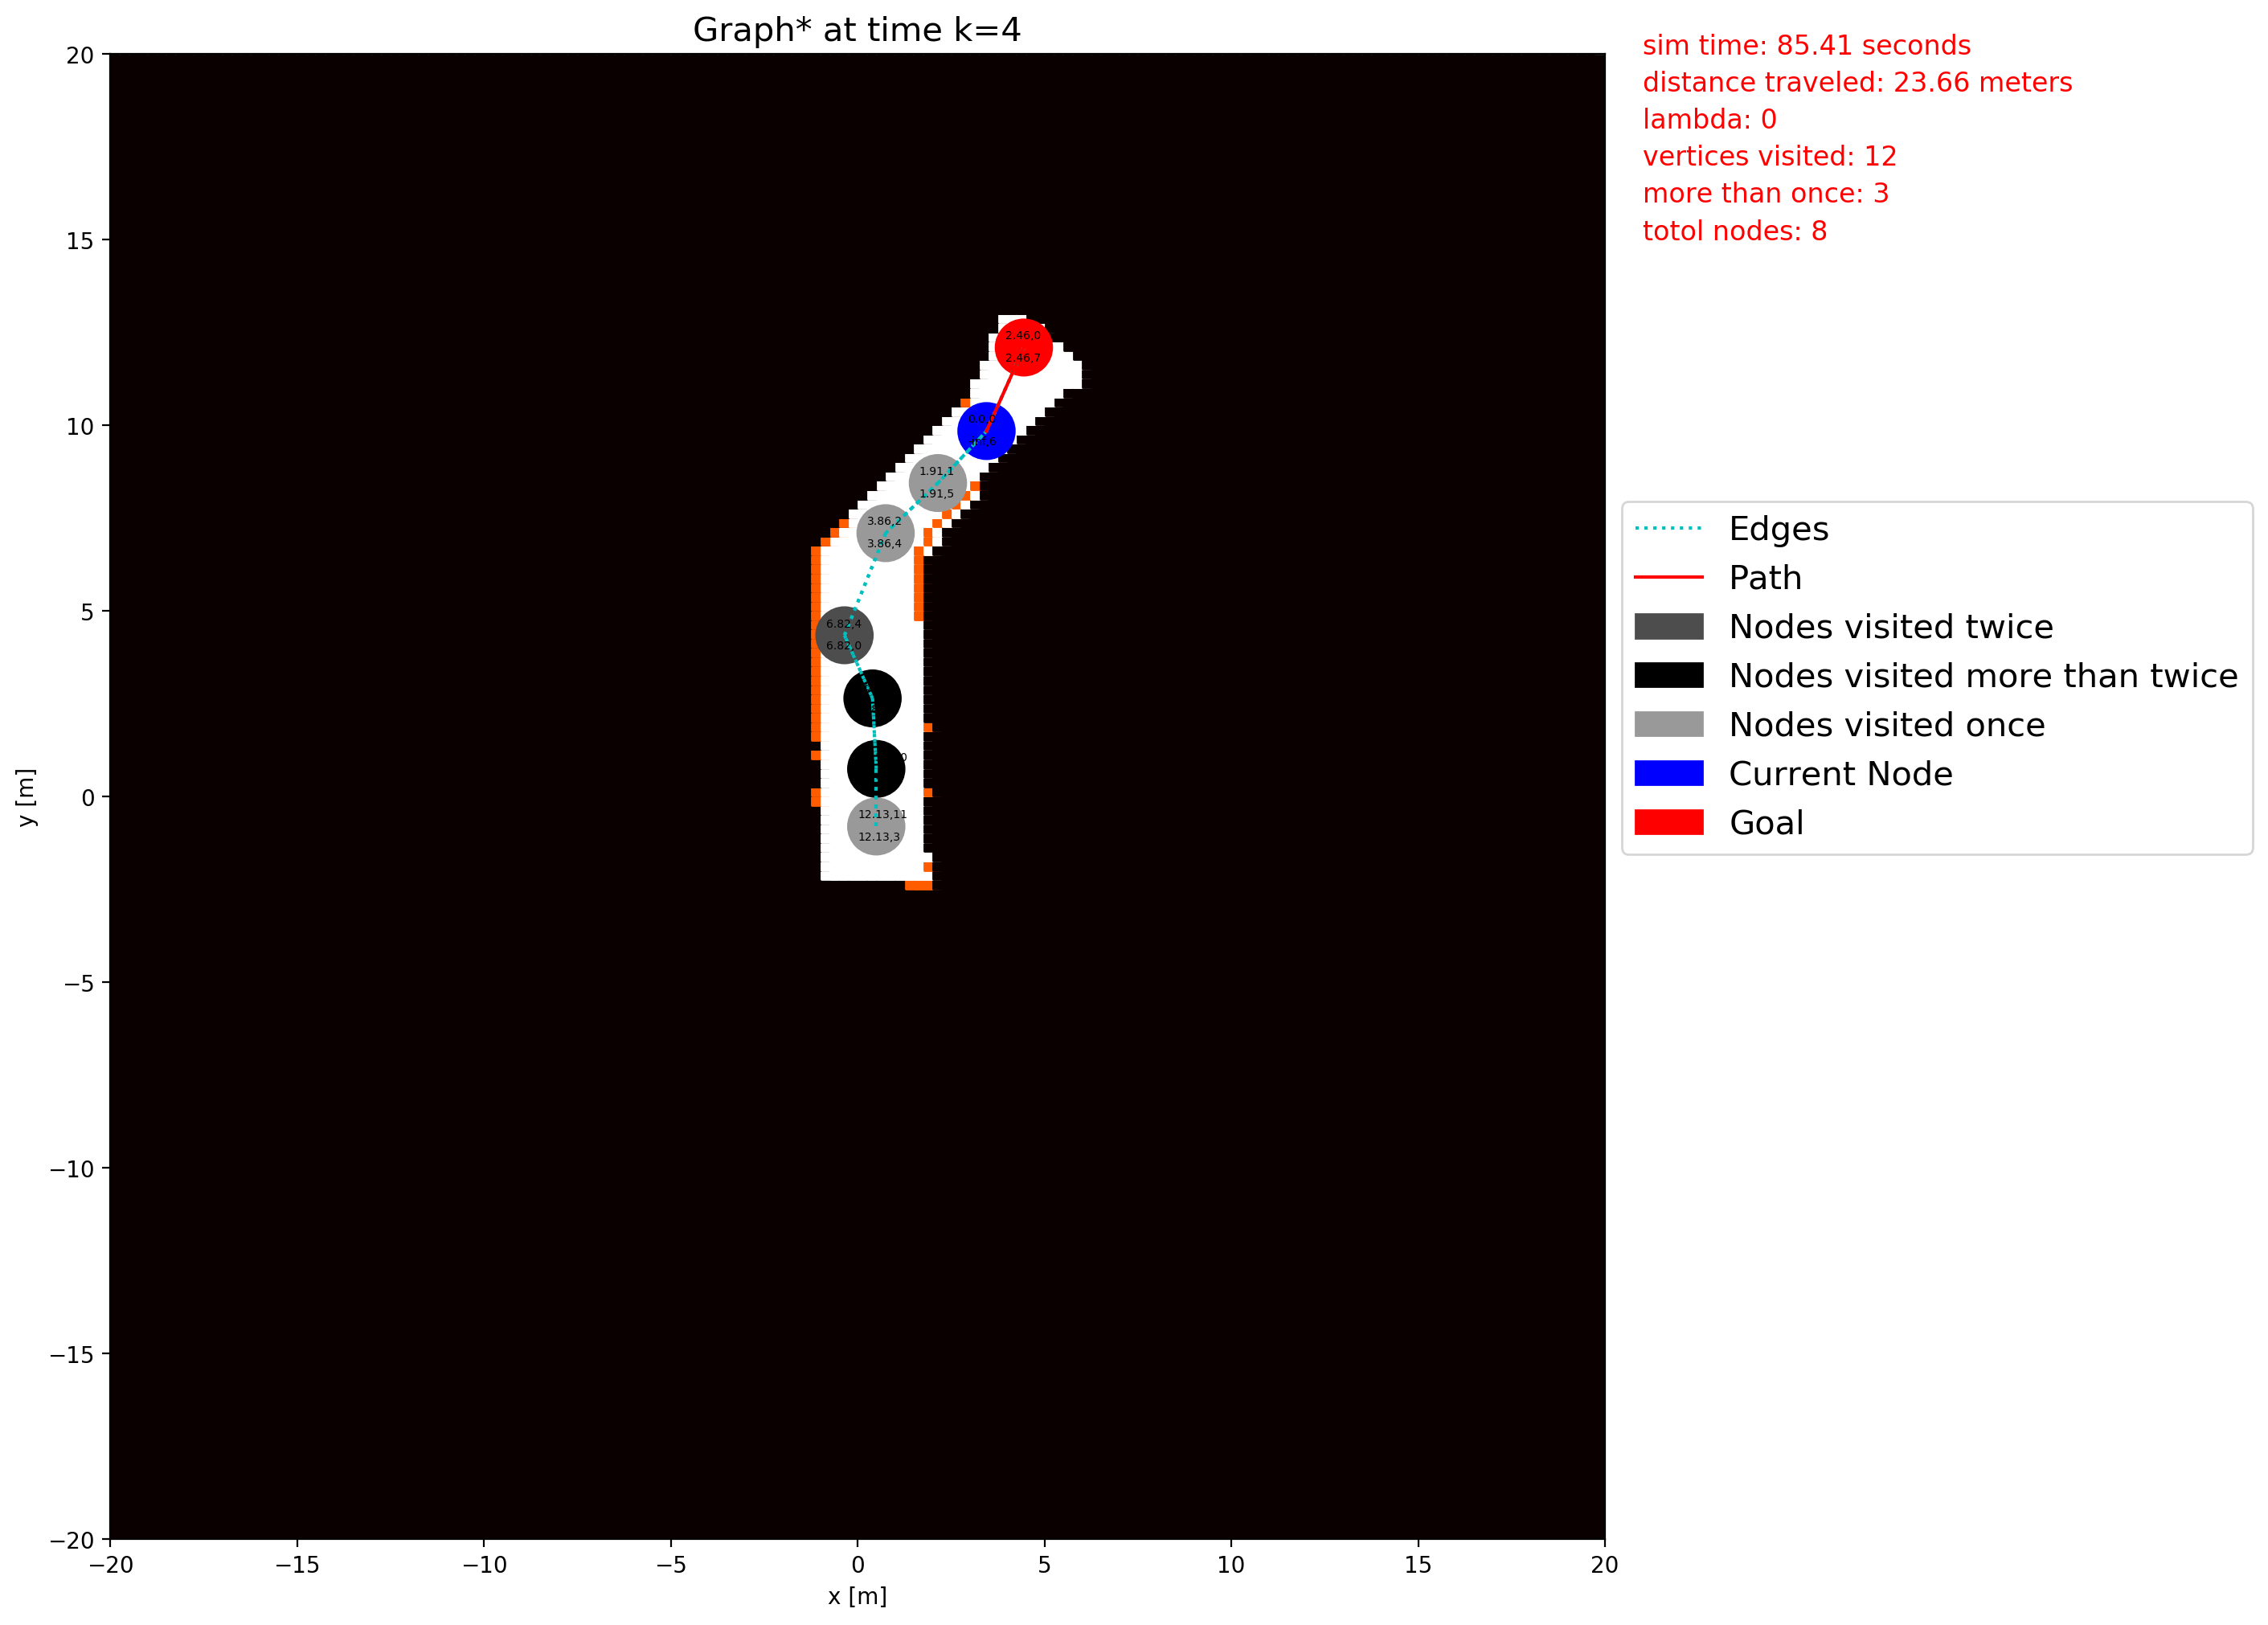 Graph* at time k=4
sim time: 85.41 seconds
distance traveled: 23.66 meters
lambda: 0
vertices visited: 12
more than once: 3
totol nodes: 8
20
15
10
5
0
−5
−10
−15
−20
y [m]
−20 −15 −10 −5 0 5 10 15 20
x [m]
2.46,0
2.46,7
1.91,1
1.91,5
3.86,2
3.86,4
6.82,4
6.82,0
12.13,11
12.13,3
Edges
Path
Nodes visited twice
Nodes visited more than twice
Nodes visited once
Current Node
Goal